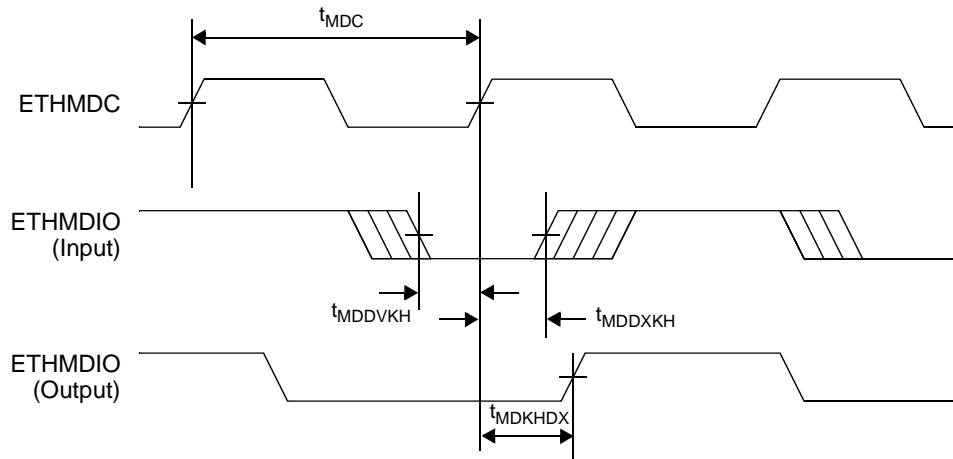 tMDC
ETHMDC
ETHMDIO
(Input)
tMDDVKH
tMDDXKH
ETHMDIO
(Output)
tMDKHDX